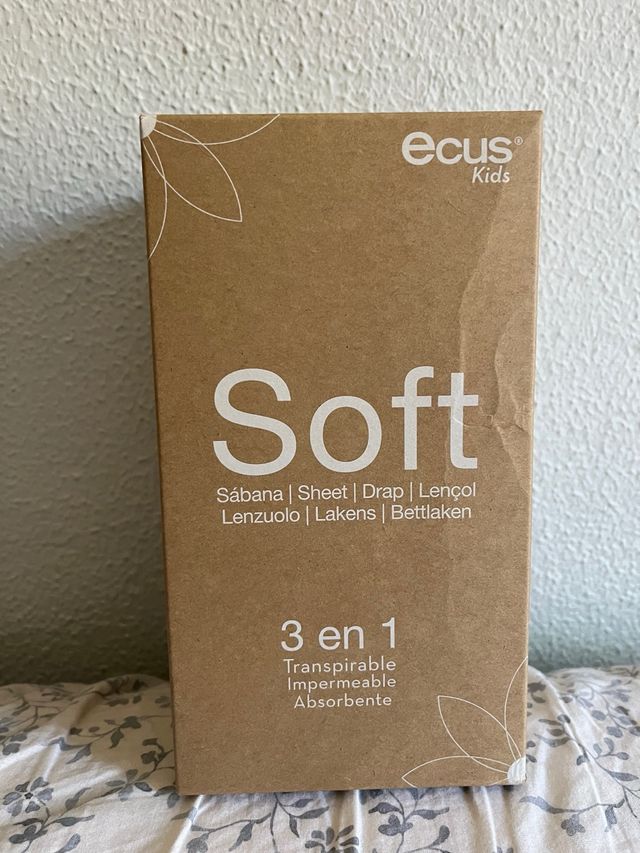 ecus®
Kids
Soft
Sábana | Sheet | Drap | Lençol
Lenzuolo | Lakens | Bettlaken
3 en 1
Transpirable
Impermeable
Absorbente